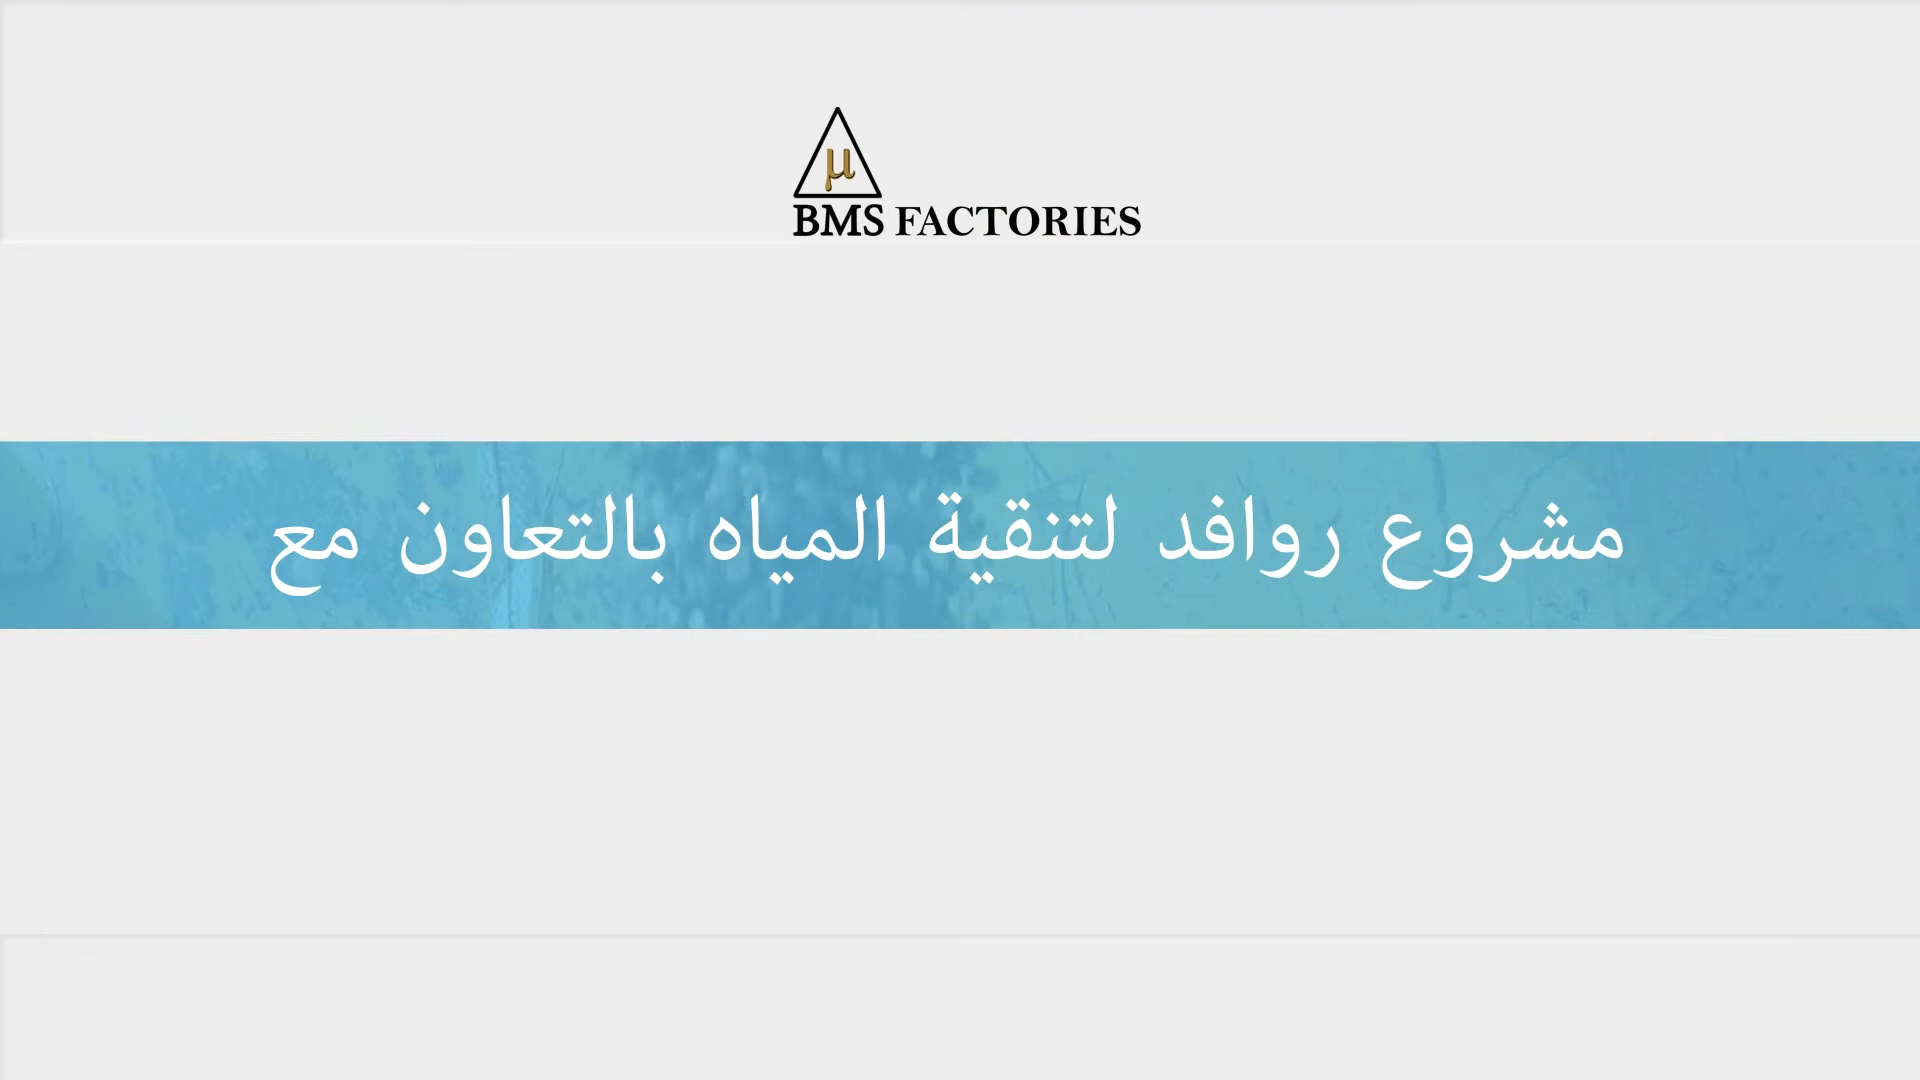 μ
BMS FACTORIES
مشروع روافد لتنقية المياه بالتعاون مع